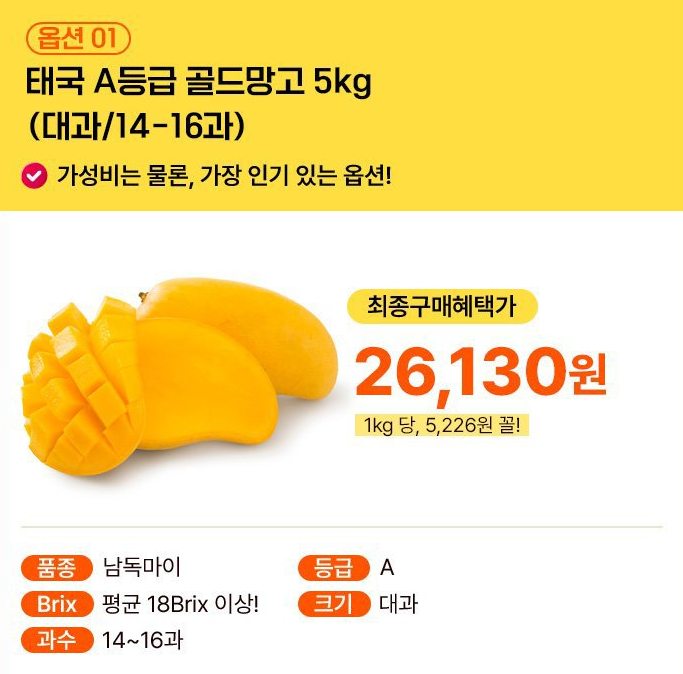 옵션 01
태국 A등급 골드망고 5kg
(대과/14-16과)
가성비는 물론, 가장 인기 있는 옵션!
최종구매혜택가
26,130원
1kg 당, 5,226원 꼴!
품종 남독마이
등급 A
Brix 평균 18Brix 이상!
크기 대과
과수 14~16과